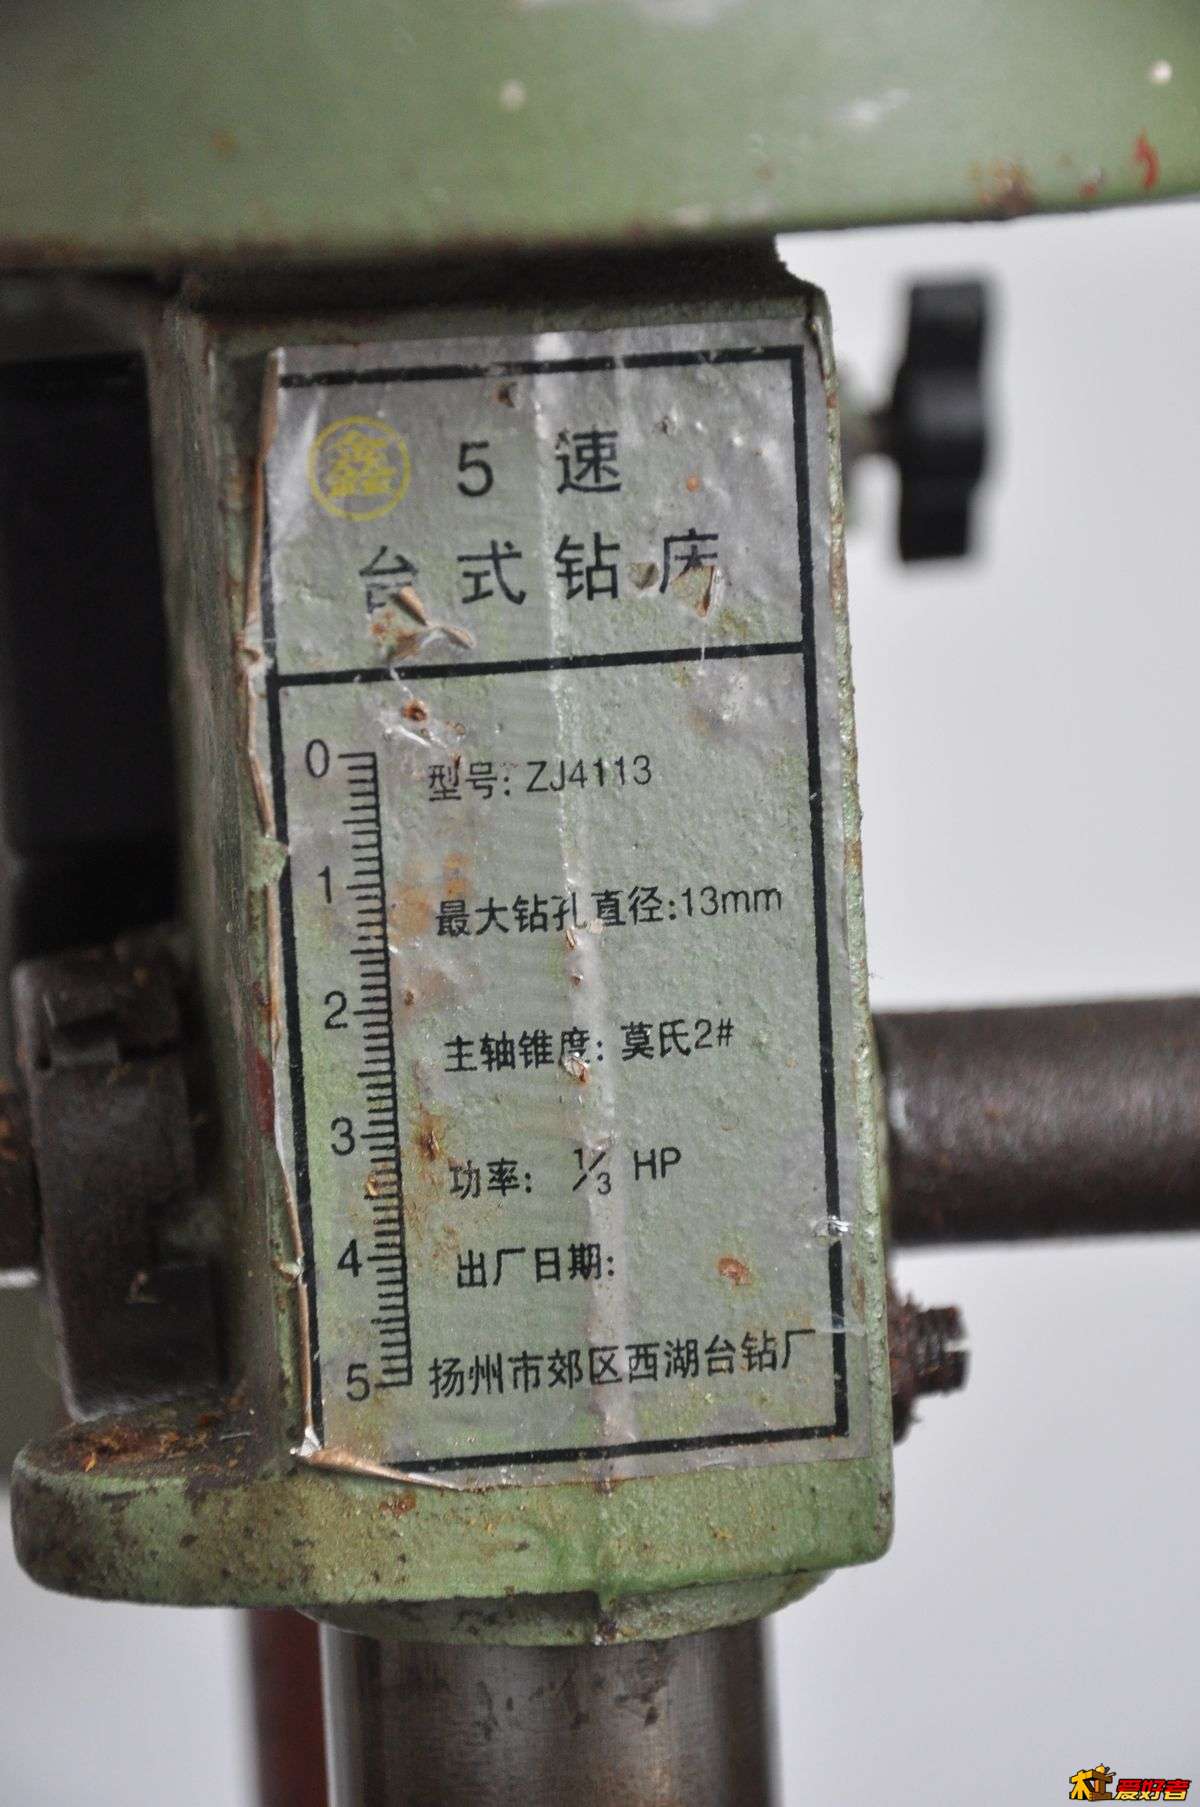 鑫 5 速
台式钻床
0
1
2
3
4
5
型号: ZJ4113
最大钻孔直径:13mm
主轴锥度: 莫氏2#
功率: 1/3 HP
出厂日期:
扬州市郊区西湖台钻厂
木工爱好者